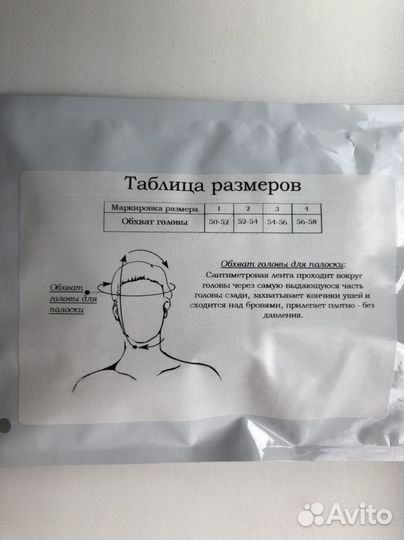 Таблица размеров
Маркировка размера 1 2 3 4
Обхват головы 50-52 52-54 54-56 56-58
Обхват головы для полоски:
Сантиметровая лента проходит вокруг
головы через самую выдающуюся часть
головы сзади, захватывает кончики ушей и
сходится над бровями, прилегает плотно - без
давления.
Обхват
головы для
полоски
Avito